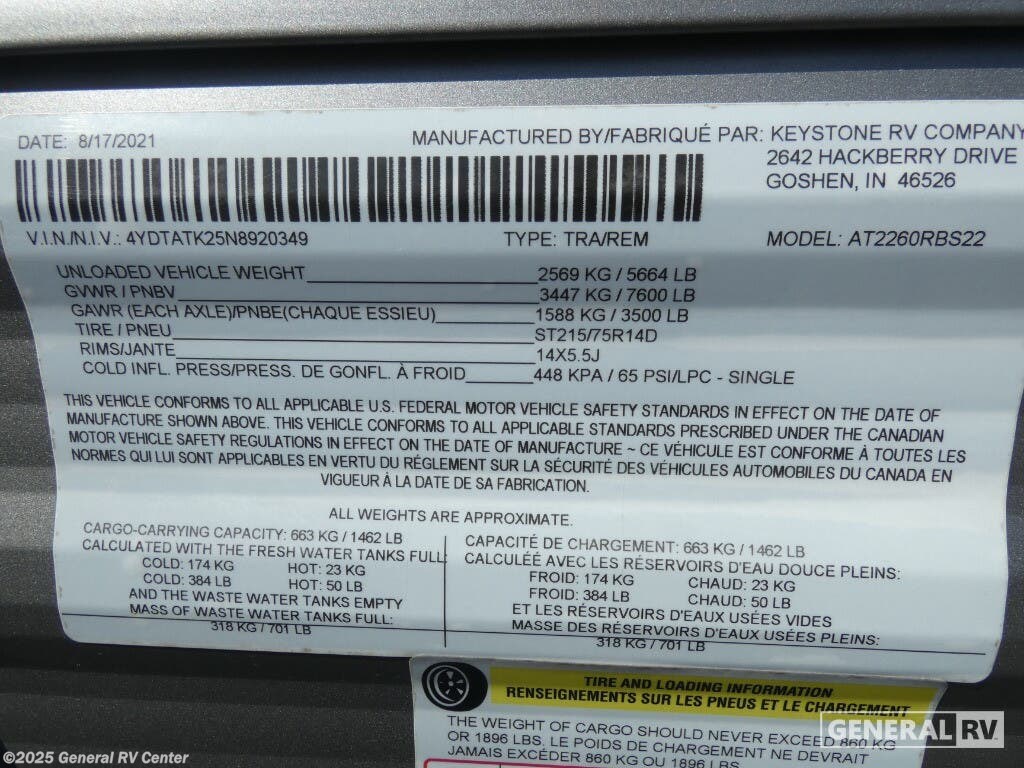 DATE: 8/17/2021
MANUFACTURED BY/FABRIQUÉ PAR: KEYSTONE RV COMPANY
2642 HACKBERRY DRIVE
GOSHEN, IN 46526
V.I.N./N.I.V.: 4YDTATK25N8920349 TYPE: TRA/REM MODEL: AT2260RBS22
UNLOADED VEHICLE WEIGHT 2569 KG / 5664 LB
GVWR / PNBV 3447 KG / 7600 LB
GAWR (EACH AXLE)/PNBE(CHAQUE ESSIEU) 1588 KG / 3500 LB
TIRE / PNEU ST215/75R14D
RIMS/JANTE 14X5.5J
COLD INFL. PRESS/PRESS. DE GONFL. À FROID 448 KPA / 65 PSI/LPC - SINGLE
THIS VEHICLE CONFORMS TO ALL APPLICABLE U.S. FEDERAL MOTOR VEHICLE SAFETY STANDARDS IN EFFECT ON THE DATE OF
MANUFACTURE SHOWN ABOVE. THIS VEHICLE CONFORMS TO ALL APPLICABLE STANDARDS PRESCRIBED UNDER THE CANADIAN
MOTOR VEHICLE SAFETY REGULATIONS IN EFFECT ON THE DATE OF MANUFACTURE ~ CE VÉHICULE EST CONFORME À TOUTES LES
NORMES QUI LUI SONT APPLICABLES EN VERTU DU RÉGLEMENT SUR LA SÉCURITÉ DES VÉHICULES AUTOMOBILES DU CANADA EN
VIGUEUR À LA DATE DE SA FABRICATION.
ALL WEIGHTS ARE APPROXIMATE.
CARGO-CARRYING CAPACITY: 663 KG / 1462 LB
CALCULATED WITH THE FRESH WATER TANKS FULL:
COLD: 174 KG HOT: 23 KG
COLD: 384 LB HOT: 50 LB
AND THE WASTE WATER TANKS EMPTY
MASS OF WASTE WATER TANKS FULL:
318 KG / 701 LB
CAPACITÉ DE CHARGEMENT: 663 KG / 1462 LB
CALCULÉE AVEC LES RÉSERVOIRS D'EAU DOUCE PLEINS:
FROID: 174 KG CHAUD: 23 KG
FROID: 384 LB CHAUD: 50 LB
ET LES RÉSERVOIRS D'EAUX USÉES VIDES
MASSE DES RÉSERVOIRS D'EAUX USÉES PLEINS:
318 KG / 701 LB
TIRE AND LOADING INFORMATION
RENSEIGNEMENTS SUR LES PNEUS ET LE CHARGEMENT
THE WEIGHT OF CARGO SHOULD NEVER EXCEED 860 KG
OR 1896 LBS. LE POIDS DE CHARGEMENT NE DEVRAIT
JAMAIS EXCÉDER 860 KG OU 1896 LBS.
GENERAL RV
©2025 General RV Center